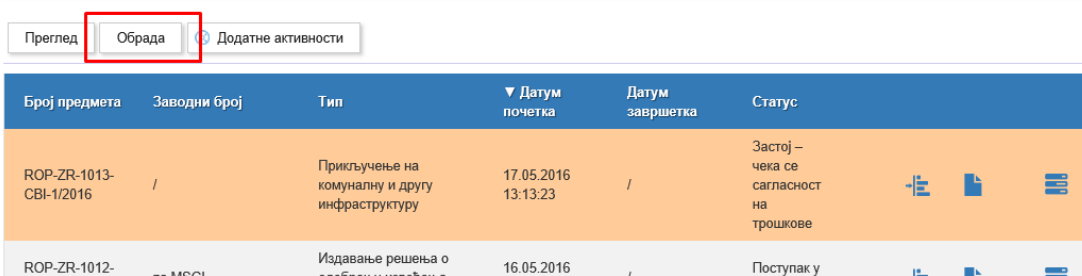 Преглед
Обрада
Додатне активности
Број предмета
Заводни број
Тип
▼ Датум
почетка
Датум
завршетка
Статус
ROP-ZR-1013-
CBI-1/2016
/
Прикључење на
комуналну и другу
инфраструктуру
17.05.2016
13:13:23
/
Застој –
чека се
сагласност
на
трошкове
ROP-ZR-1012-
Издавање решења о
16.05.2016
/
Поступак у